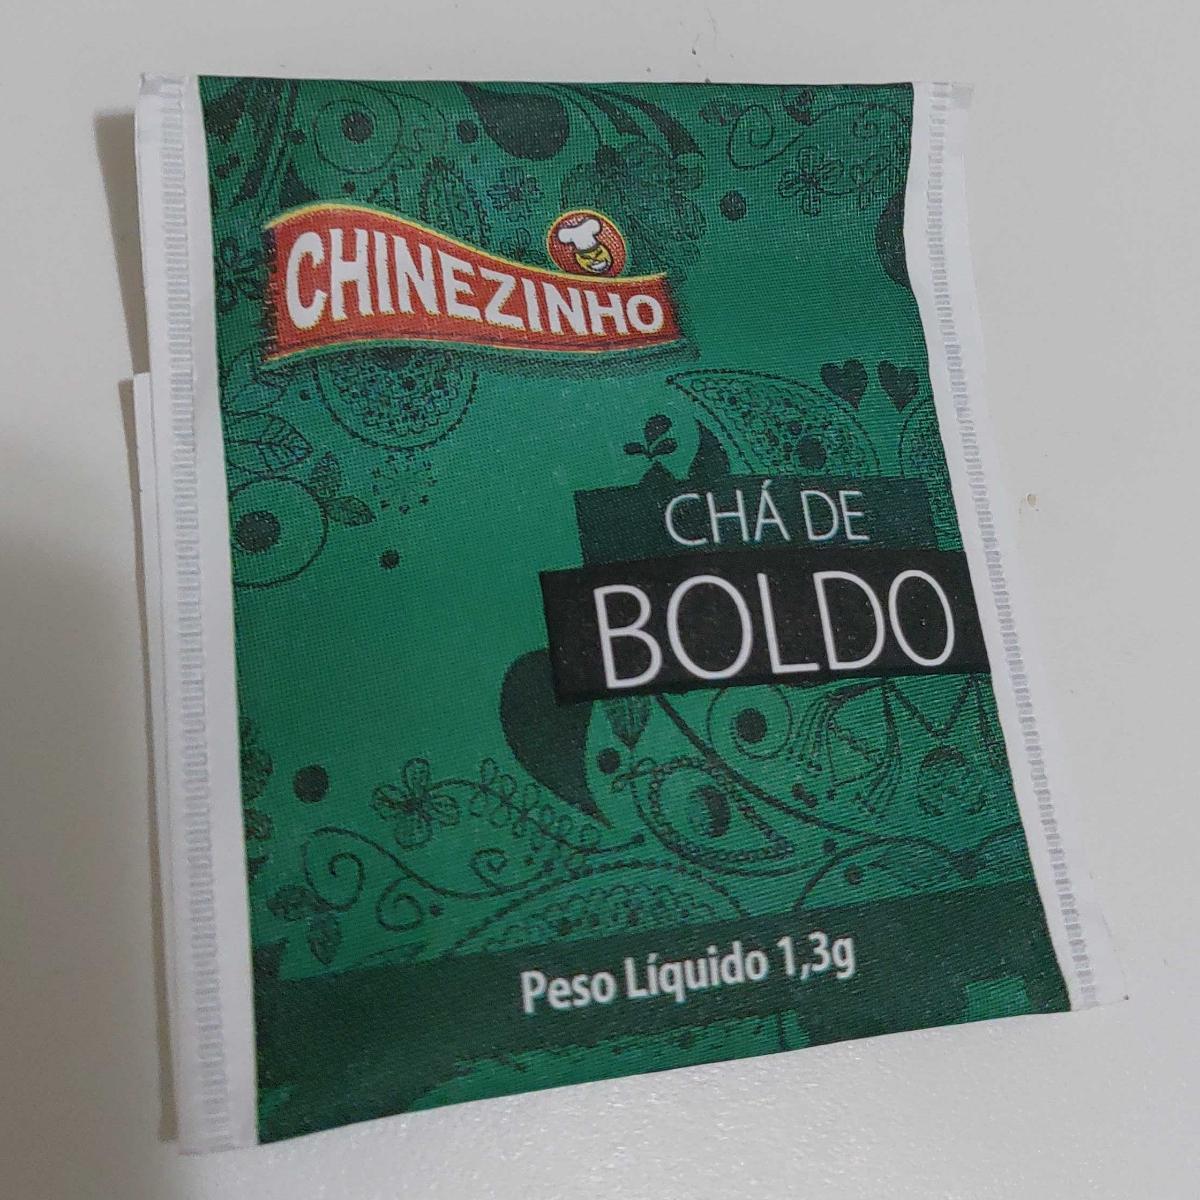 CHINEZINHO
CHÁ DE
BOLDO
Peso Líquido 1,3g